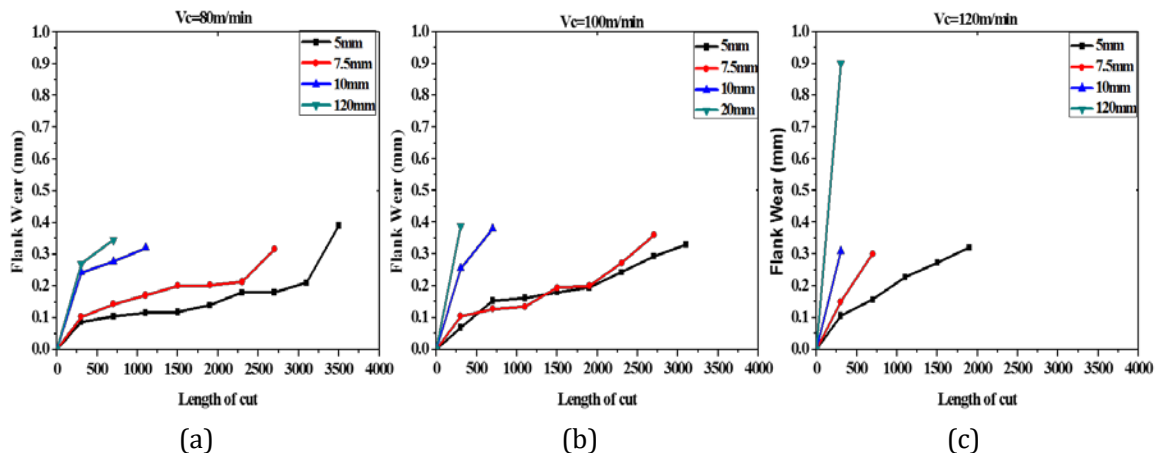 Vc=80m/min
1.0
0.9
0.8
0.7
0.6
0.5
0.4
0.3
0.2
0.1
0.0
Flank Wear (mm)
5mm
7.5mm
10mm
120mm
0 500 1000 1500 2000 2500 3000 3500 4000
Length of cut
(a)
Vc=100m/min
1.0
0.9
0.8
0.7
0.6
0.5
0.4
0.3
0.2
0.1
0.0
Flank Wear (mm)
5mm
7.5mm
10mm
20mm
0 500 1000 1500 2000 2500 3000 3500 4000
Length of cut
(b)
Vc=120m/min
1.0
0.9
0.8
0.7
0.6
0.5
0.4
0.3
0.2
0.1
0.0
Flank Wear (mm)
5mm
7.5mm
10mm
120mm
0 500 1000 1500 2000 2500 3000 3500 4000
Length of cut
(c)